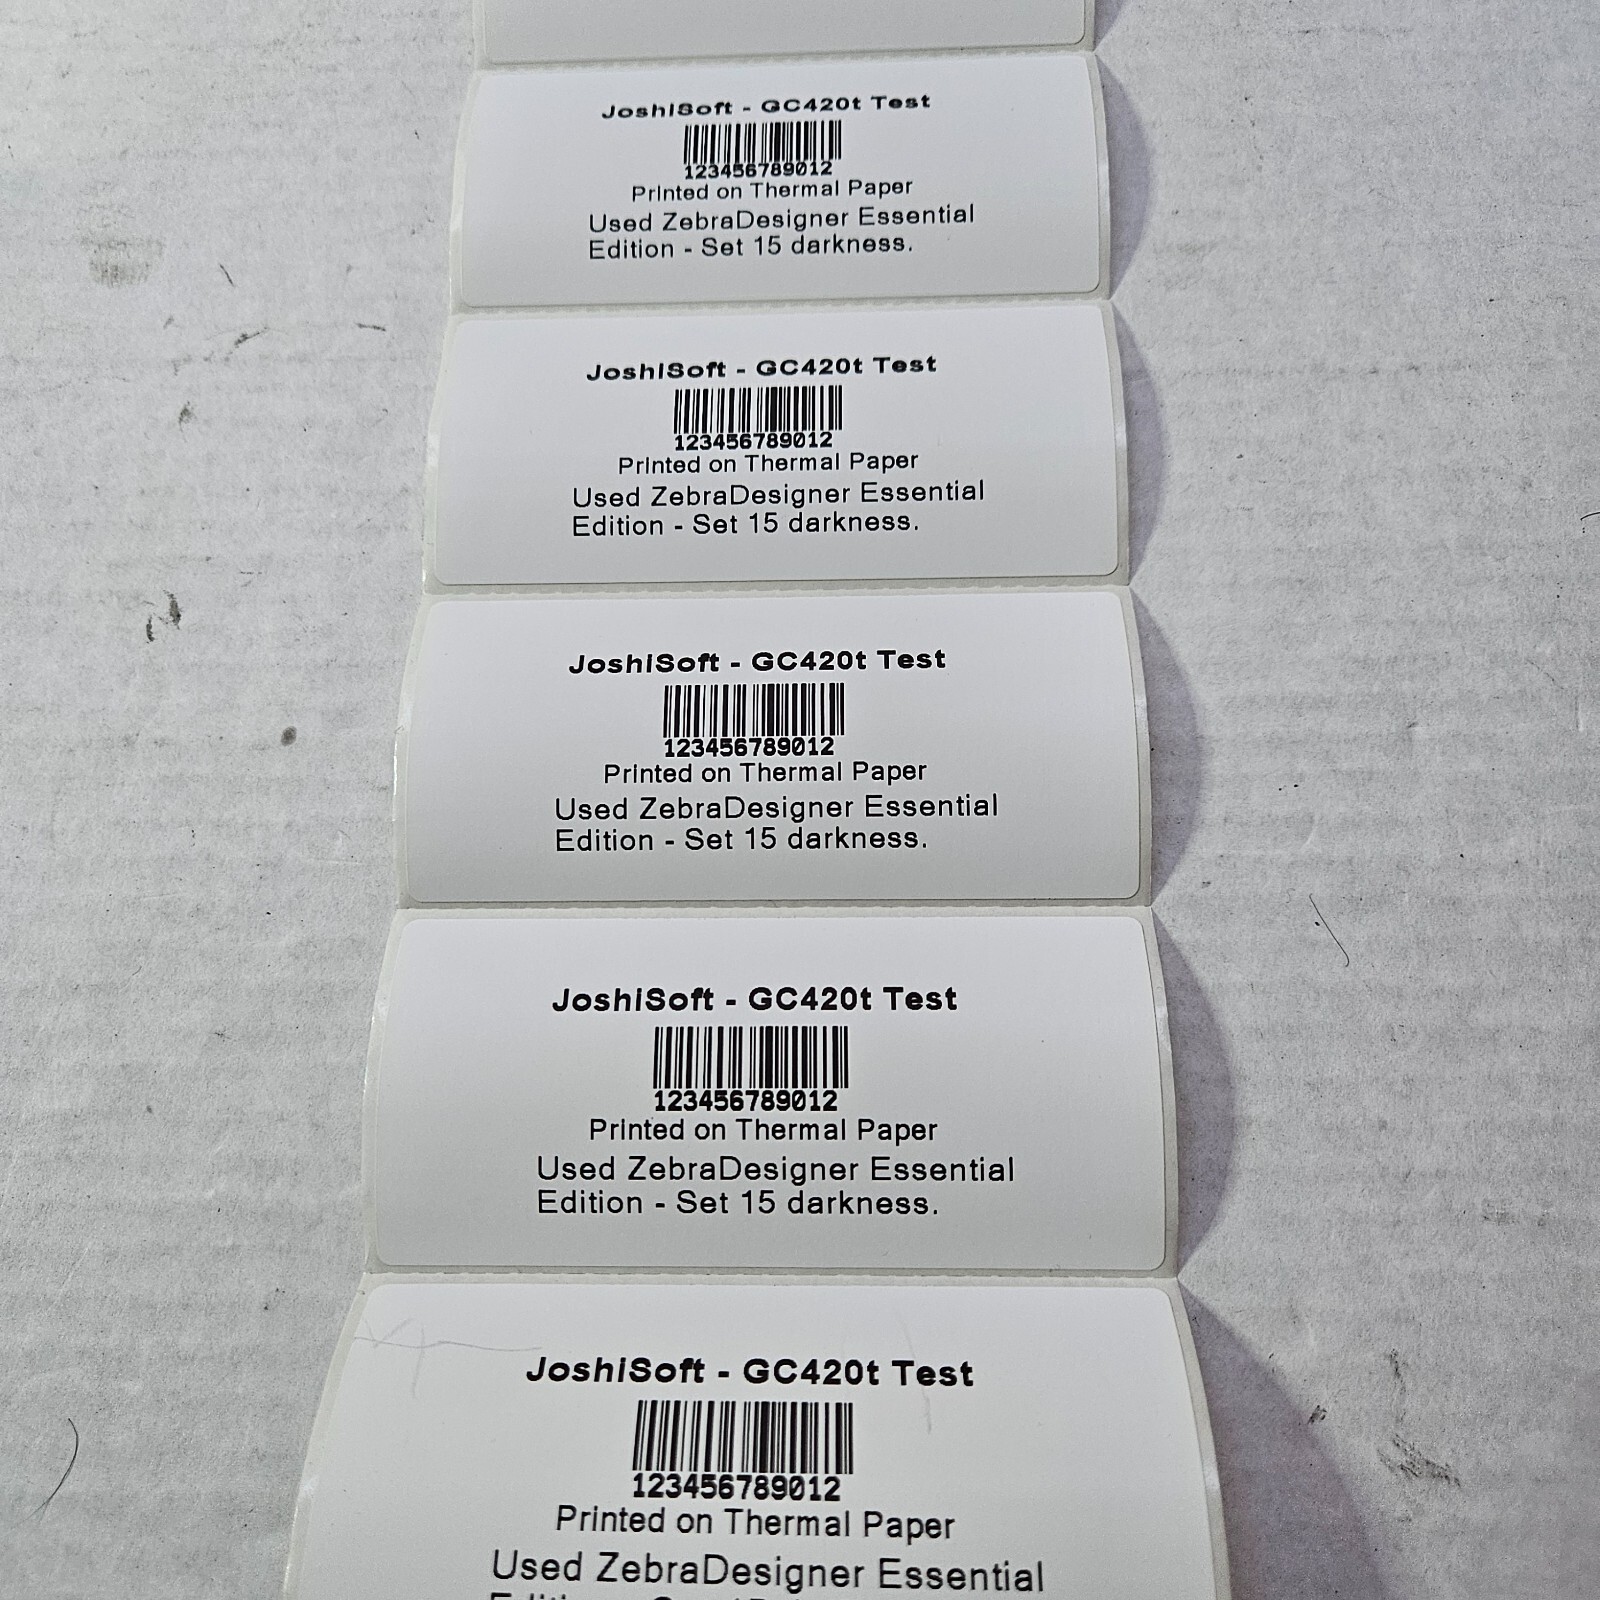 JoshiSoft - GC420t Test
123456789012
Printed on Thermal Paper
Used ZebraDesigner Essential
Edition - Set 15 darkness.
JoshiSoft - GC420t Test
123456789012
Printed on Thermal Paper
Used ZebraDesigner Essential
Edition - Set 15 darkness.
JoshiSoft - GC420t Test
123456789012
Printed on Thermal Paper
Used ZebraDesigner Essential
Edition - Set 15 darkness.
JoshiSoft - GC420t Test
123456789012
Printed on Thermal Paper
Used ZebraDesigner Essential
Edition - Set 15 darkness.
JoshiSoft - GC420t Test
123456789012
Printed on Thermal Paper
Used ZebraDesigner Essential